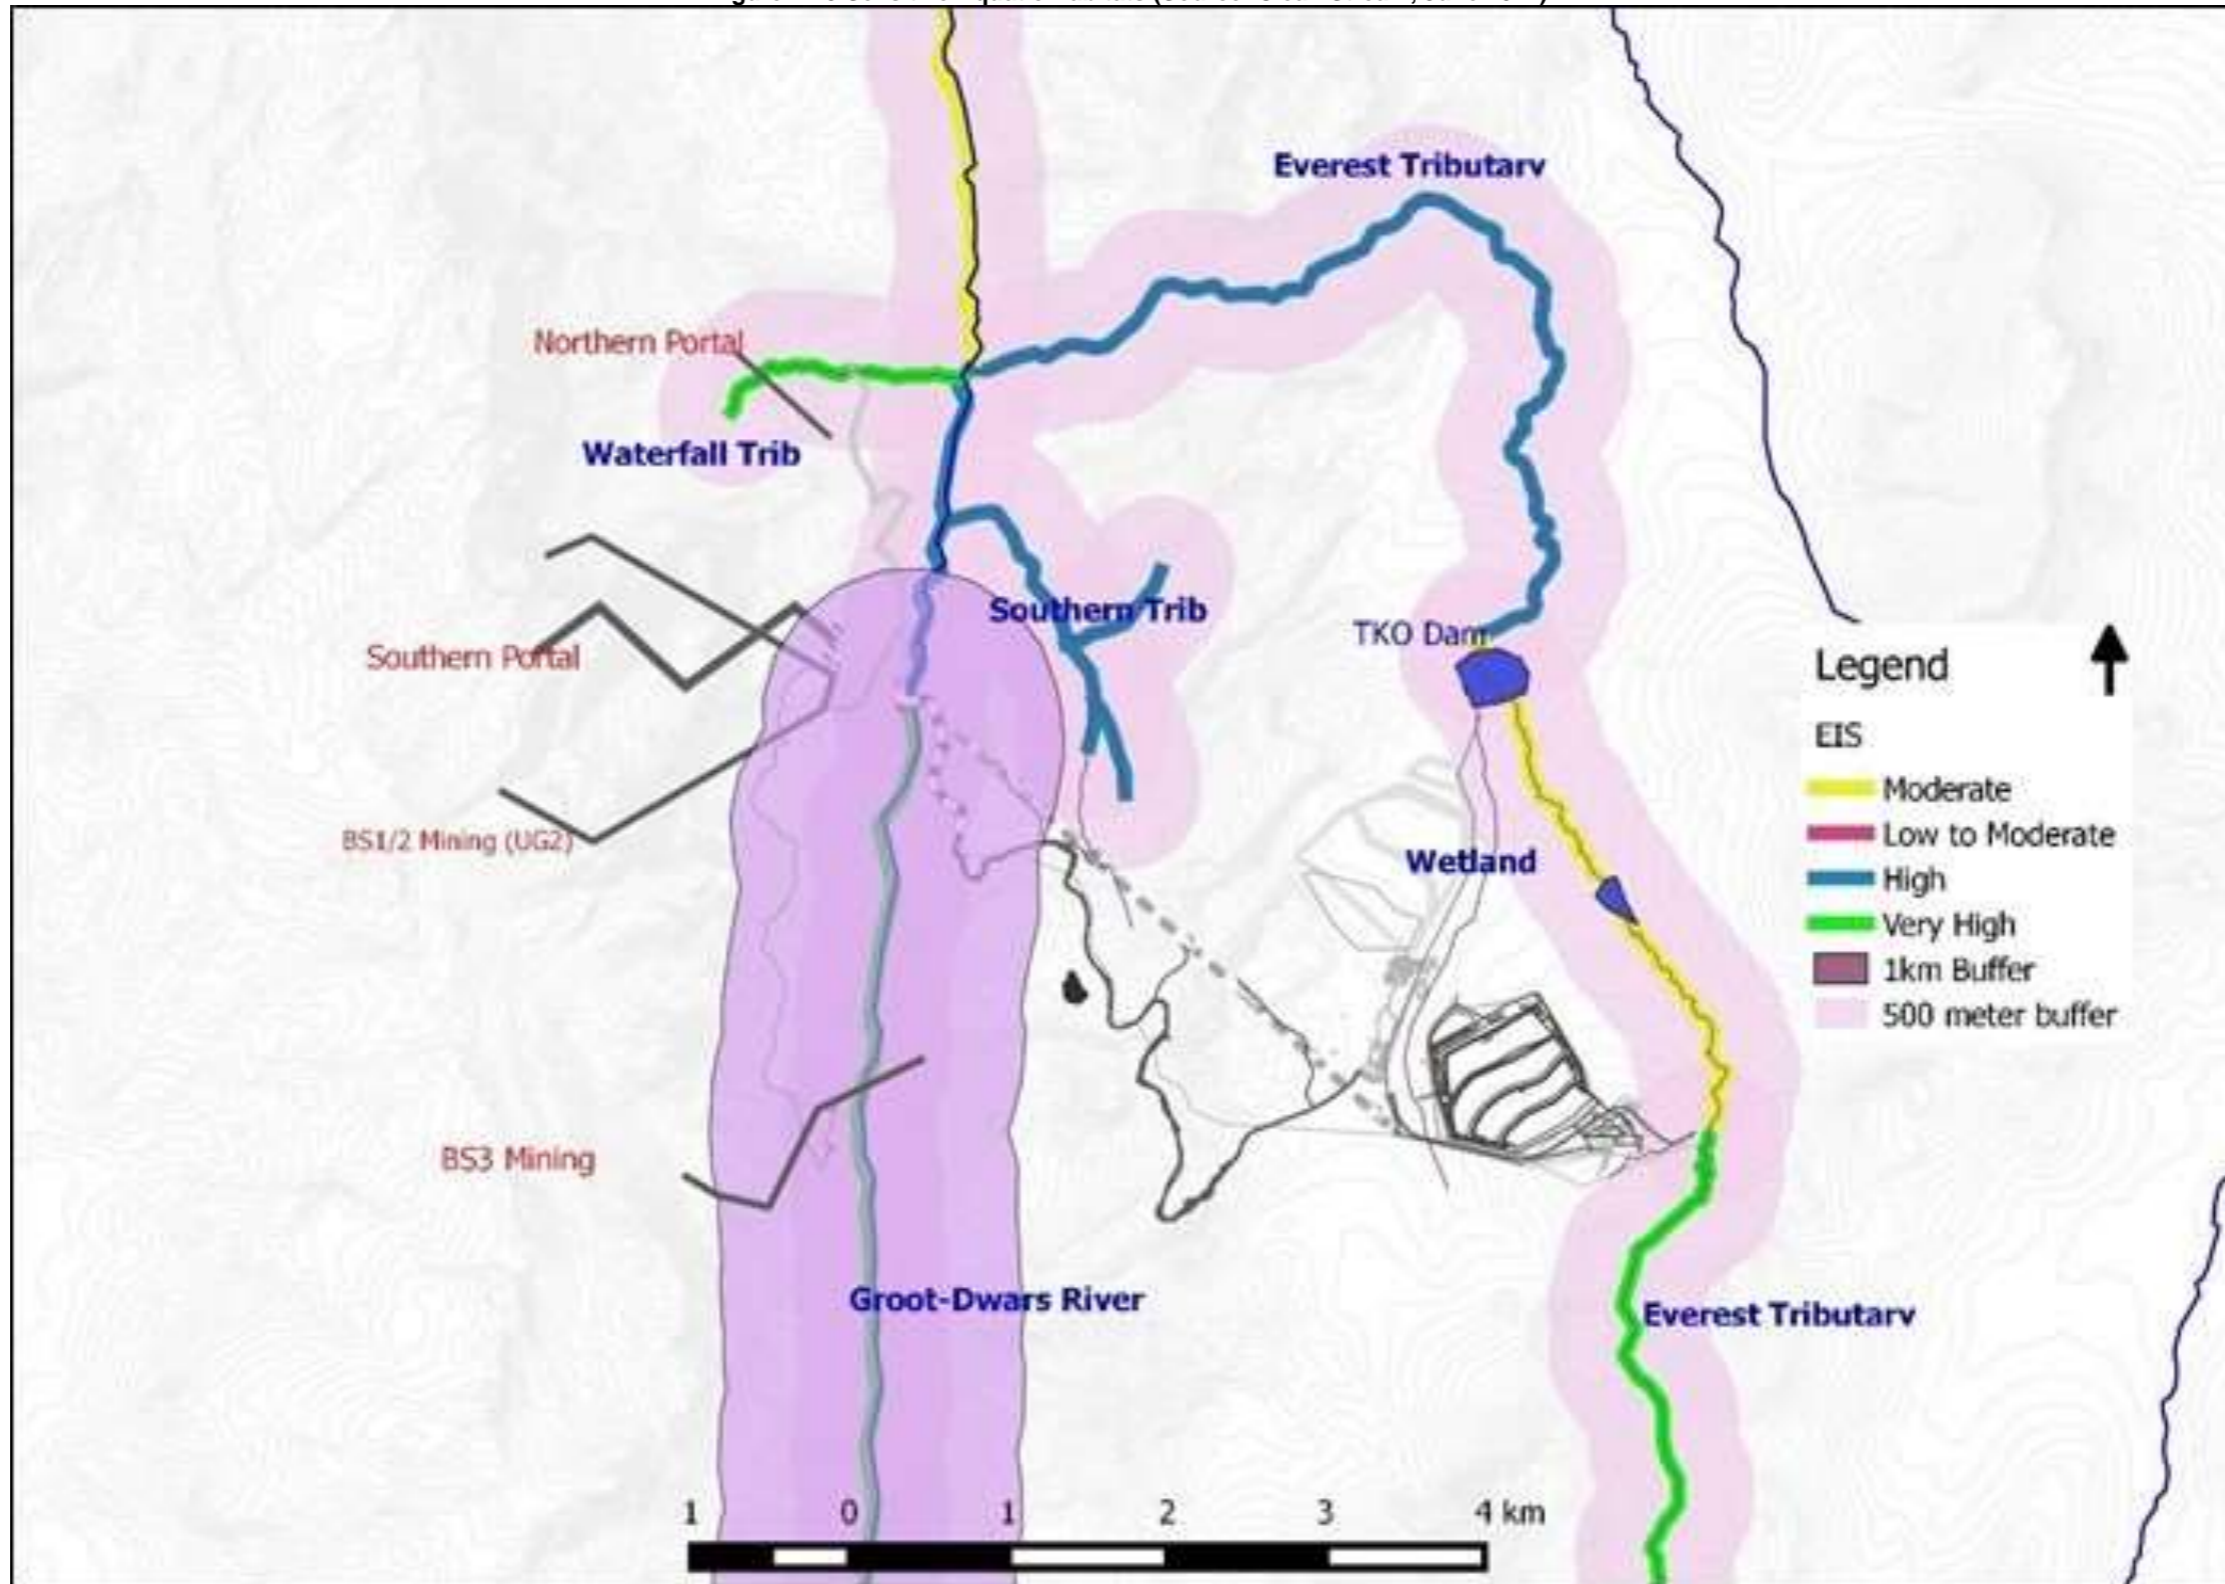 Everest Tributarv
Northern Portal
Waterfall Trib
Southern Trib
TKO Dam
Southern Portal
Legend
EIS
Moderate
Low to Moderate
High
Very High
1km Buffer
500 meter buffer
BS1/2 Mining (UG2)
Wetland
BS3 Mining
Groot-Dwars River
Everest Tributarv
1 0 1 2 3 4 km